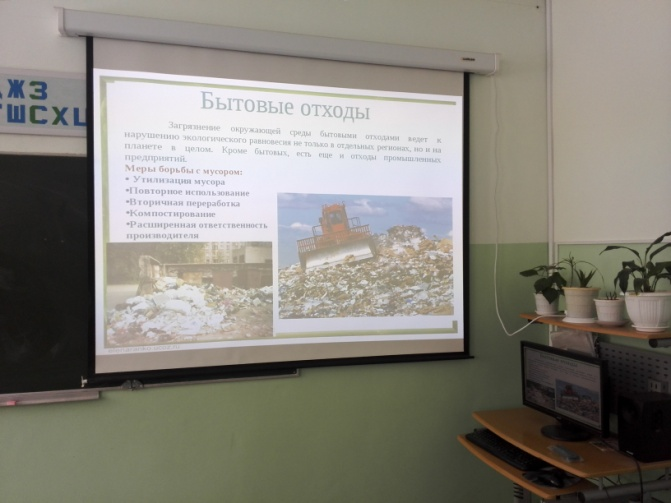 ДЖЗ
ГШСХЦ
Бытовые отходы
Загрязнение окружающей среды бытовыми отходами ведет к
нарушению экологического равновесия не только в отдельных регионах, но и на
планете в целом. Кроме бытовых, есть еще и отходы промышленных
предприятий.
Меры борьбы с мусором:
• Утилизация мусора
•Повторное использование
•Вторичная переработка
•Компостирование
•Расширенная ответственность
производителя